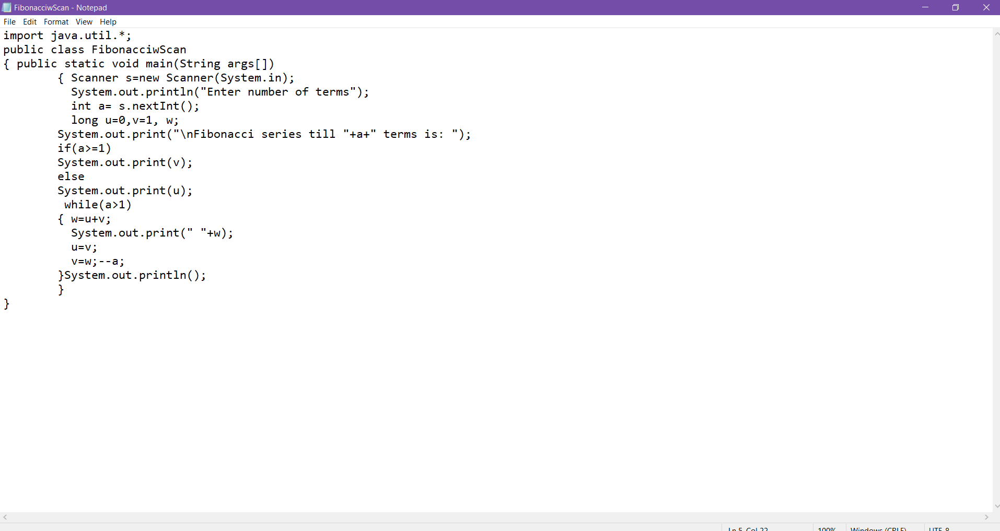 FibonacciwScan - Notepad
File Edit Format View Help
import java.util.*;
public class FibonacciwScan
{ public static void main(String args[])
{ Scanner s=new Scanner(System.in);
System.out.println("Enter number of terms");
int a= s.nextInt();
long u=0,v=1, w;
System.out.print("\nFibonacci series till "+a+" terms is: ");
if(a>=1)
System.out.print(v);
else
System.out.print(u);
while(a>1)
{ w=u+v;
System.out.print(" "+w);
u=v;
v=w;--a;
}System.out.println();
}
}
Ln 5, Col 22 100% Windows (CRLF) UTF-8